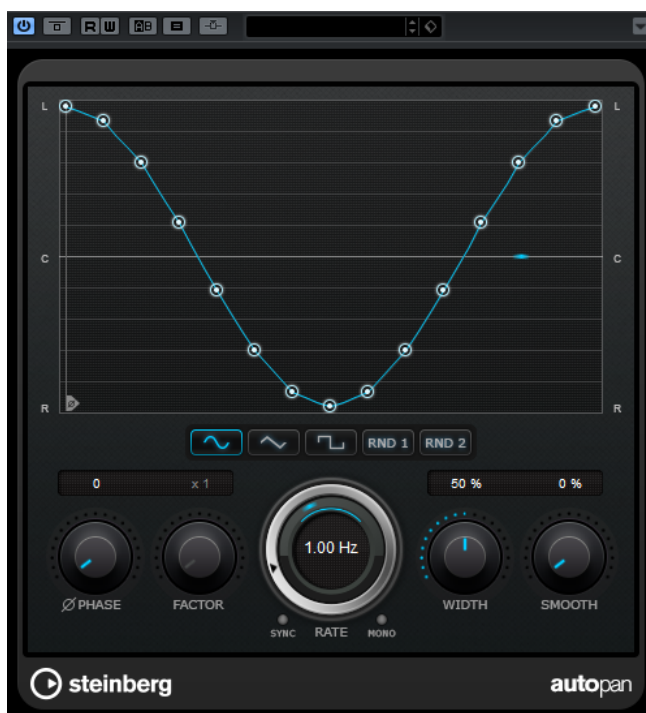 R W AB
L L
C C
R R
RND 1 RND 2
0 x 1 50 % 0 %
1.00 Hz
Ø PHASE FACTOR WIDTH SMOOTH
SYNC RATE MONO
steinberg autopan